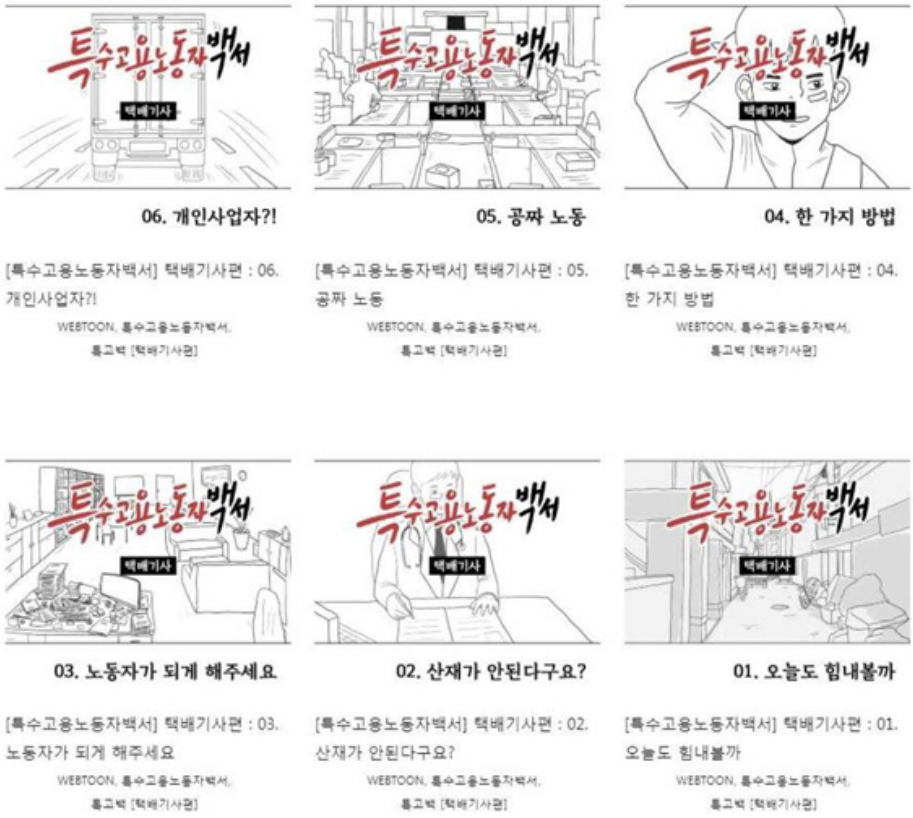 특수고용노동자백서
택배기사
06. 개인사업자?!
[특수고용노동자백서] 택배기사편 : 06.
개인사업자?!
WEBTOON, 특수고용노동자백서,
특고백 [택배기사편]
특수고용노동자백서
택배기사
05. 공짜 노동
[특수고용노동자백서] 택배기사편 : 05.
공짜 노동
WEBTOON, 특수고용노동자백서,
특고백 [택배기사편]
특수고용노동자백서
택배기사
04. 한 가지 방법
[특수고용노동자백서] 택배기사편 : 04.
한 가지 방법
WEBTOON, 특수고용노동자백서,
특고백 [택배기사편]
특수고용노동자백서
택배기사
03. 노동자가 되게 해주세요
[특수고용노동자백서] 택배기사편 : 03.
노동자가 되게 해주세요
WEBTOON, 특수고용노동자백서,
특고백 [택배기사편]
특수고용노동자백서
택배기사
02. 산재가 안된다구요?
[특수고용노동자백서] 택배기사편 : 02.
산재가 안된다구요?
WEBTOON, 특수고용노동자백서,
특고백 [택배기사편]
특수고용노동자백서
택배기사
01. 오늘도 힘내볼까
[특수고용노동자백서] 택배기사편 : 01.
오늘도 힘내볼까
WEBTOON, 특수고용노동자백서,
특고백 [택배기사편]